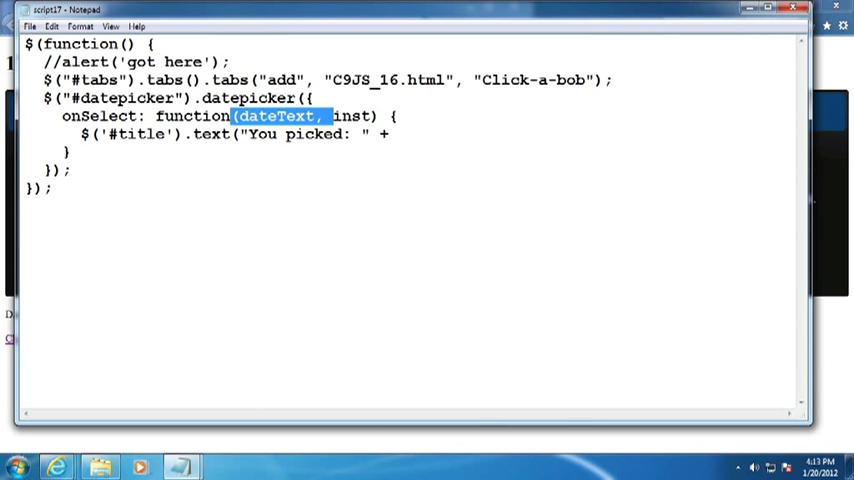 script17 - Notepad
File Edit Format View Help
$(function() {
//alert('got here');
$("#tabs").tabs().tabs("add", "C9JS_16.html", "Click-a-bob");
$("#datepicker").datepicker({
onSelect: function(dateText, inst) {
$('#title').text("You picked: " +
}
});
});
4:13 PM
1/20/2012